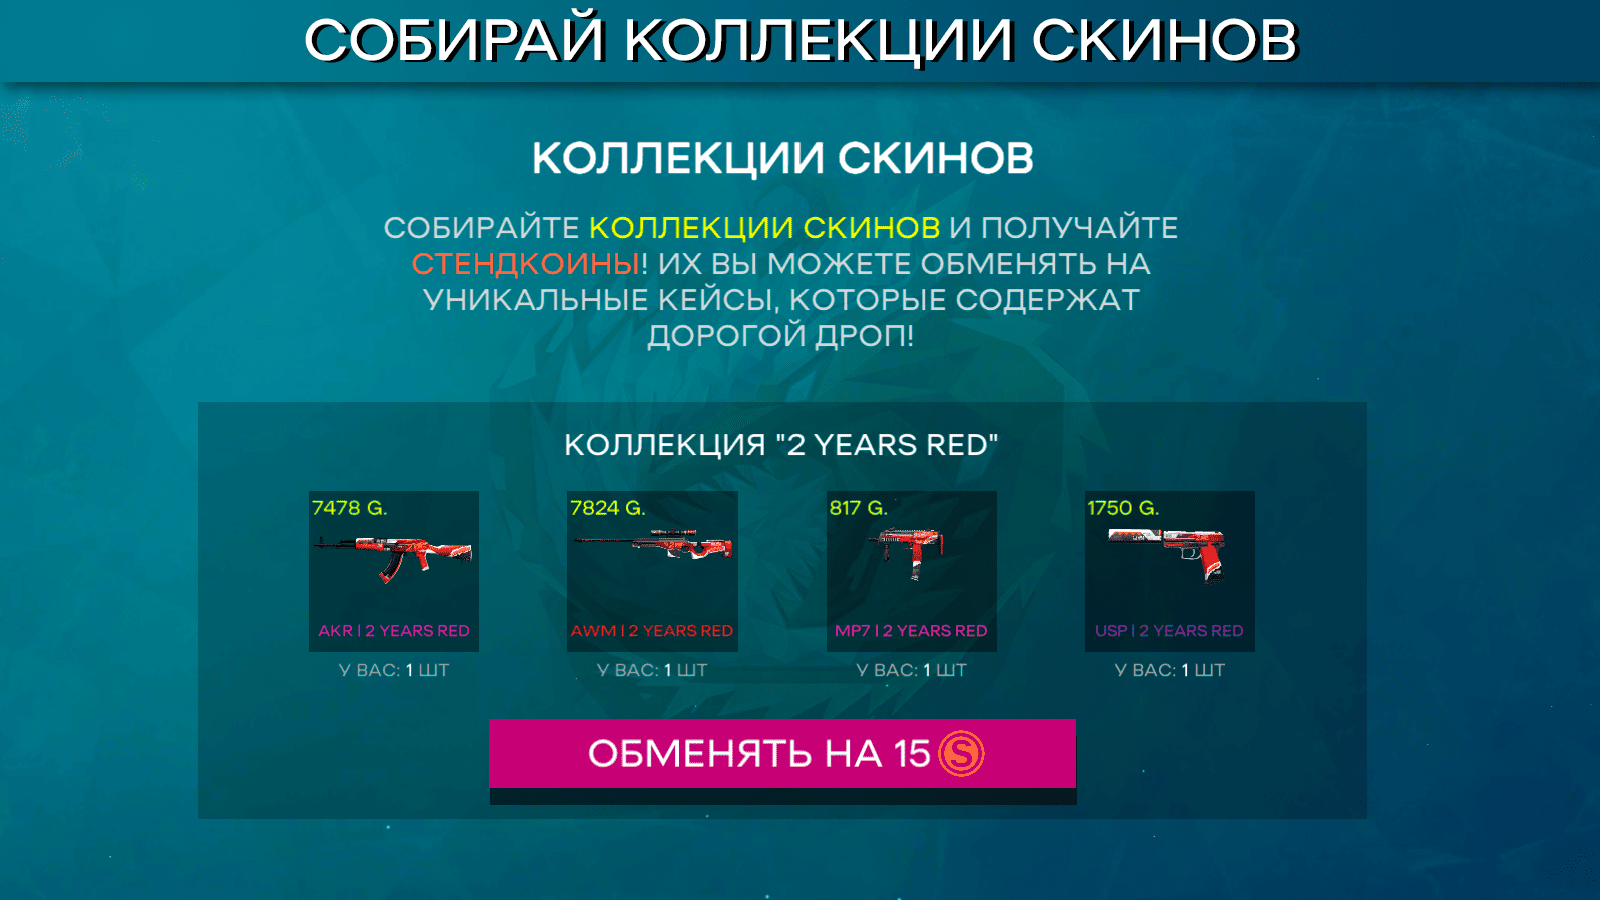 СОБИРАЙ КОЛЛЕКЦИИ СКИНОВ
КОЛЛЕКЦИИ СКИНОВ
СОБИРАЙТЕ КОЛЛЕКЦИИ СКИНОВ И ПОЛУЧАЙТЕ
СТЕНДКОИНЫ! ИХ ВЫ МОЖЕТЕ ОБМЕНЯТЬ НА
УНИКАЛЬНЫЕ КЕЙСЫ, КОТОРЫЕ СОДЕРЖАТ
ДОРОГОЙ ДРОП!
КОЛЛЕКЦИЯ "2 YEARS RED"
7478 G.
AKR | 2 YEARS RED
У ВАС: 1 ШТ
7824 G.
AWM | 2 YEARS RED
У ВАС: 1 ШТ
817 G.
MP7 | 2 YEARS RED
У ВАС: 1 ШТ
1750 G.
USP | 2 YEARS RED
У ВАС: 1 ШТ
ОБМЕНЯТЬ НА 15 S